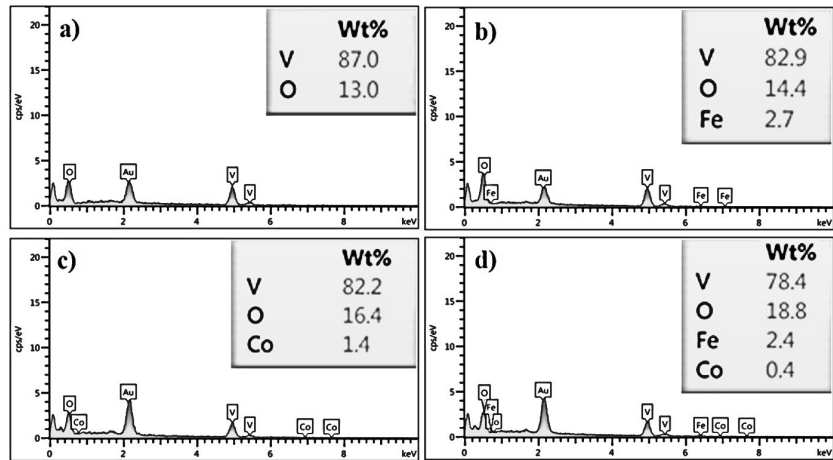 a)
Wt%
V 87.0
O 13.0
cps/eV
20
15
10
5
0
O
Au
V
V
0 2 4 6 8 keV
b)
Wt%
V 82.9
O 14.4
Fe 2.7
cps/eV
20
15
10
5
0
O
Fe
Au
V
V
Fe
Fe
0 2 4 6 8 keV
c)
Wt%
V 82.2
O 16.4
Co 1.4
cps/eV
20
15
10
5
0
O
Co
Au
V
V
Co
Co
0 2 4 6 8 keV
d)
Wt%
V 78.4
O 18.8
Fe 2.4
Co 0.4
cps/eV
20
15
10
5
0
O
Fe
Au
V
V
Fe
Co
Co
0 2 4 6 8 keV